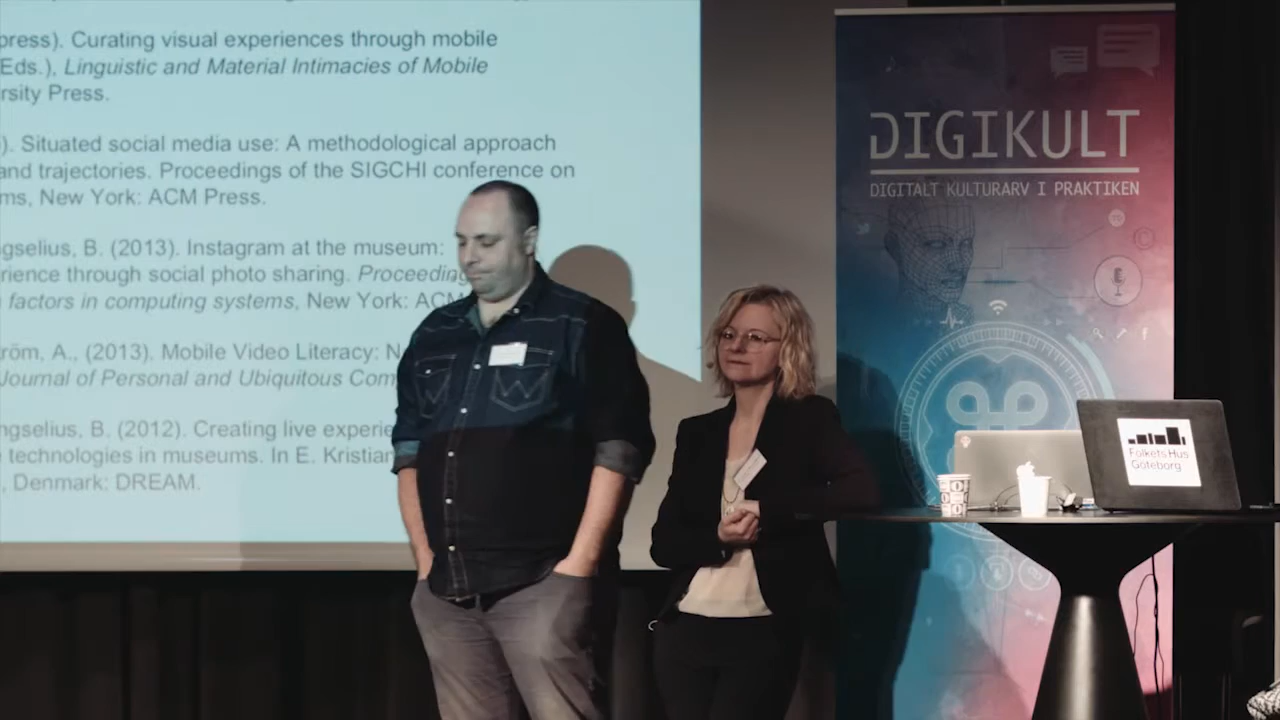 press). Curating visual experiences through mobile
Eds.), Linguistic and Material Intimacies of Mobile
rsity Press.
). Situated social media use: A methodological approach
and trajectories. Proceedings of the SIGCHI conference on
ms, New York: ACM Press.
ngselius, B. (2013). Instagram at the museum:
rience through social photo sharing. Proceeding
factors in computing systems, New York: ACM
röm, A., (2013). Mobile Video Literacy: N
Journal of Personal and Ubiquitous Com
ngselius, B. (2012). Creating live experie
technologies in museums. In E. Kristian
, Denmark: DREAM.
DIGIKULT
DIGITALT KULTURARV I PRAKTIKEN
Folkets Hus
Göteborg